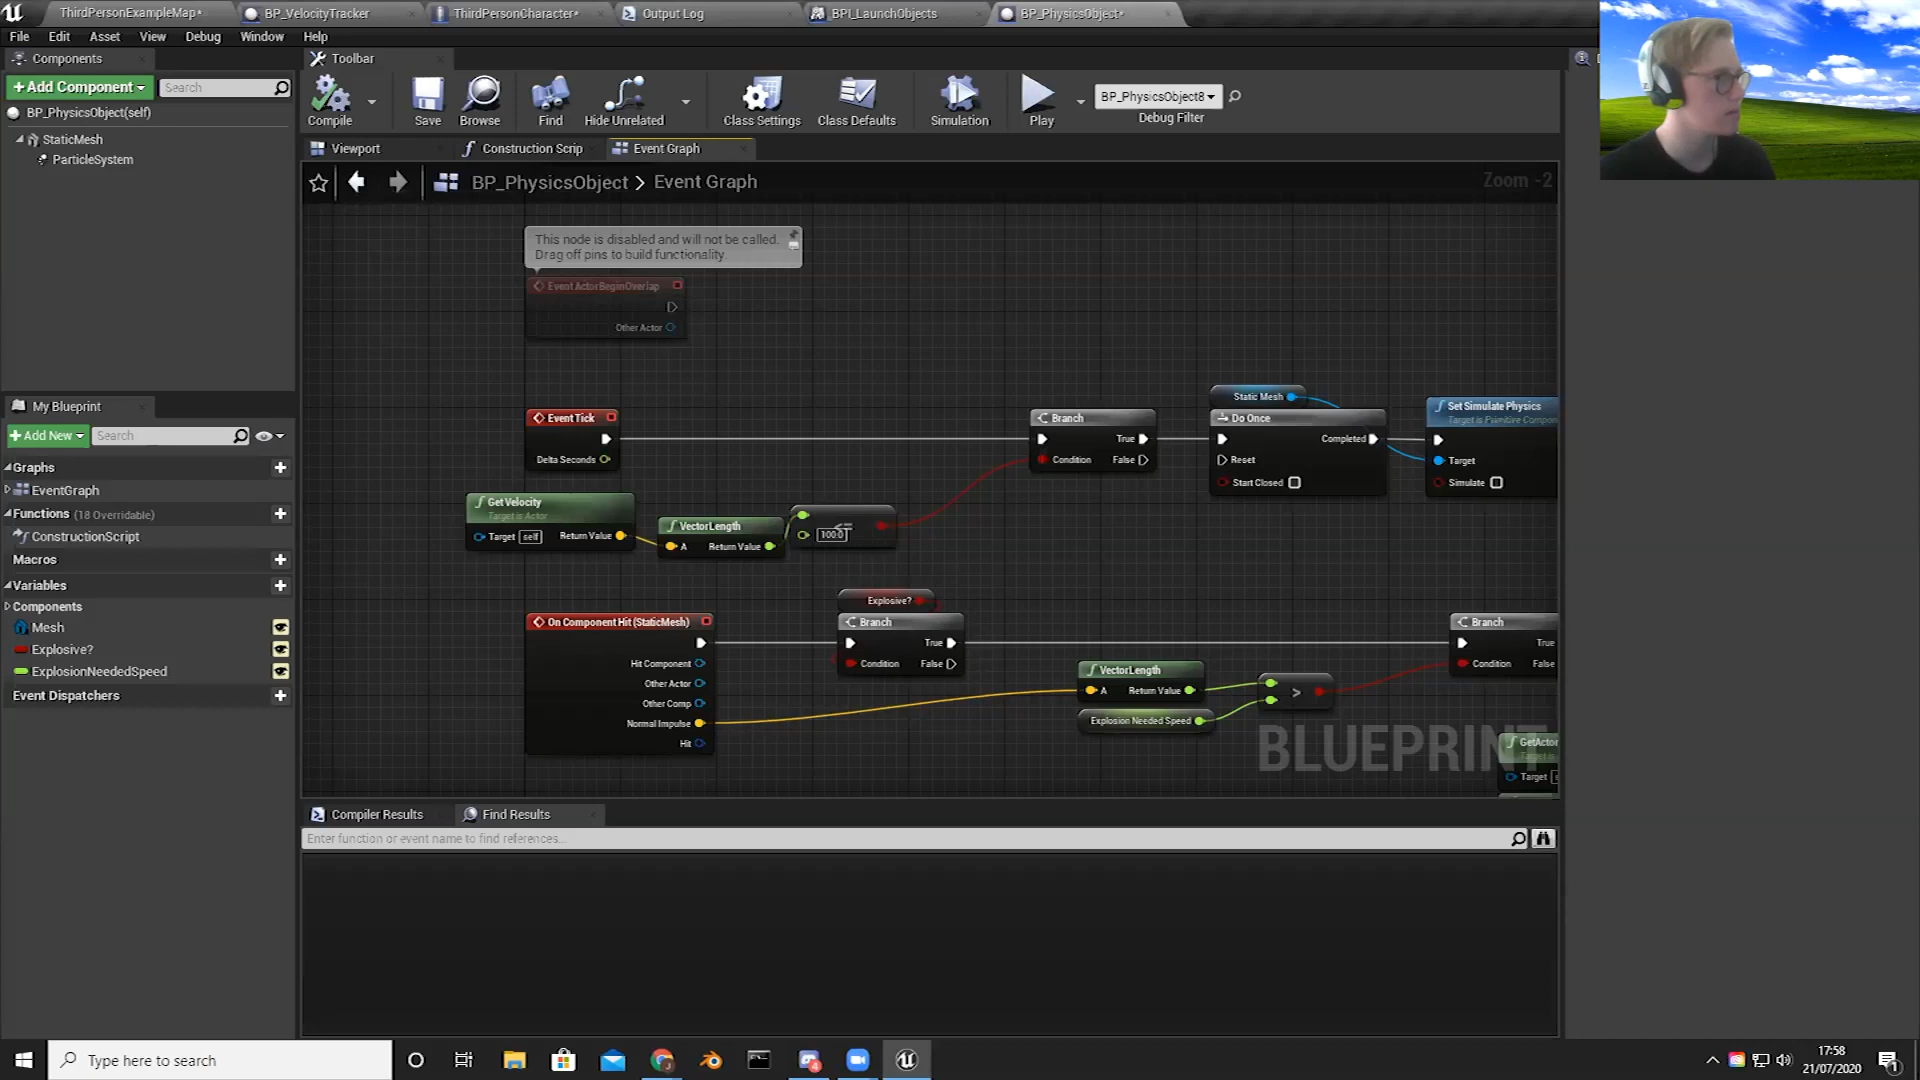 ThirdPersonExampleMap*
BP_VelocityTracker
ThirdPersonCharacter*
Output Log
BPI_LaunchObjects
BP_PhysicsObject*
File Edit Asset View Debug Window Help
Components
Toolbar
+Add Component
Search
BP_PhysicsObject(self)
StaticMesh
ParticleSystem
Compile
Save
Browse
Find
Hide Unrelated
Class Settings
Class Defaults
Simulation
Play
BP_PhysicsObject8
Debug Filter
Viewport
Construction Scrip
Event Graph
BP_PhysicsObject > Event Graph
Zoom -2
This node is disabled and will not be called.
Drag off pins to build functionality.
Event ActorBeginOverlap
Other Actor
My Blueprint
+Add New
Search
Graphs
EventGraph
Functions (18 Overridable)
ConstructionScript
Macros
Variables
Components
Mesh
Explosive?
ExplosionNeededSpeed
Event Dispatchers
Event Tick
Delta Seconds
Branch
True
Condition
False
Static Mesh
Do Once
Completed
Reset
Start Closed
Set Simulate Physics
Target is Primitive Compon
Target
Simulate
Get Velocity
Target is Actor
Target self
Return Value
VectorLength
A
Return Value
100.0
<=
On Component Hit (StaticMesh)
Hit Component
Other Actor
Other Comp
Normal Impulse
Hit
Explosive?
Branch
True
Condition
False
VectorLength
A
Return Value
Explosion Needed Speed
>
Branch
True
Condition
False
GetActor
Target is
Target
BLUEPRINT
Compiler Results
Find Results
Enter function or event name to find references...
Type here to search
4
17:58
21/07/2020
1